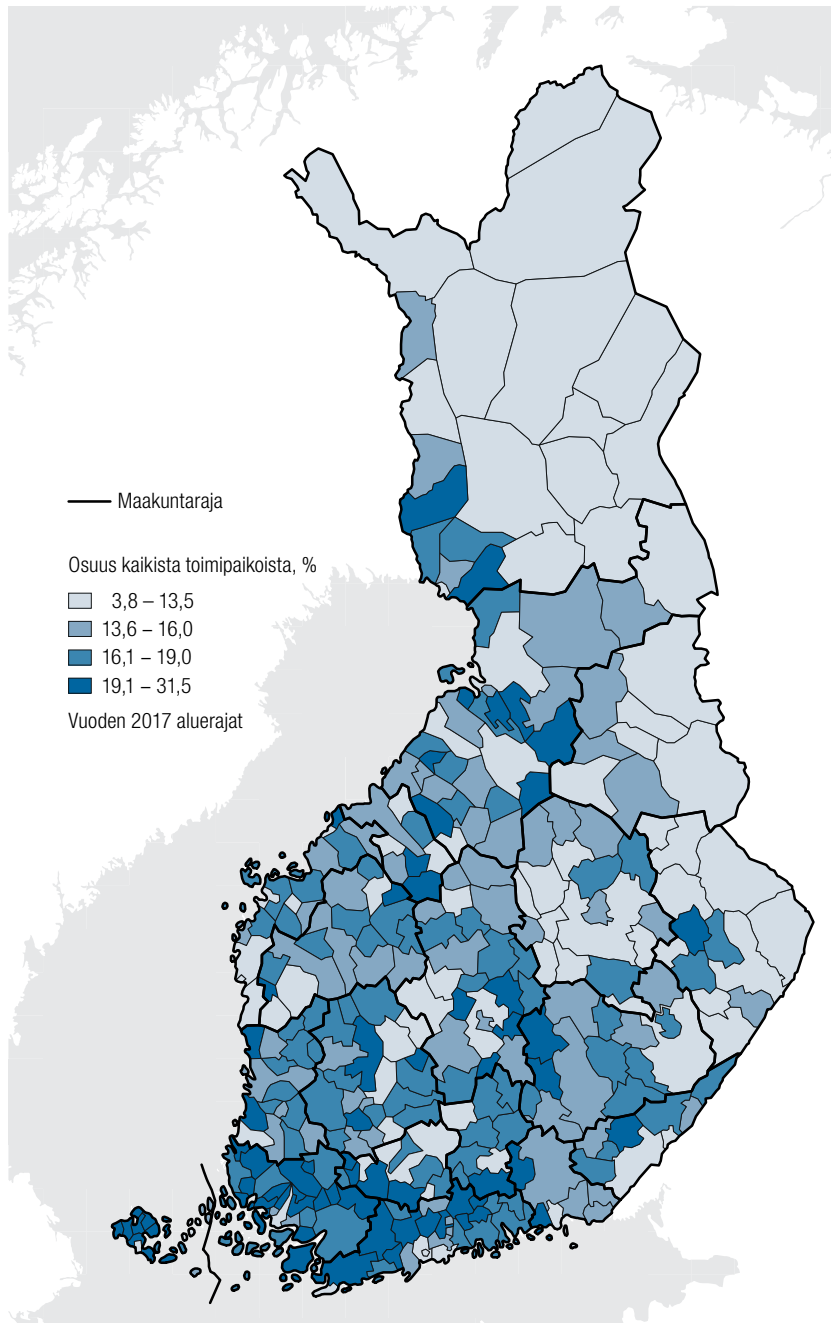 Maakuntaraja
Osuus kaikista toimipaikoista, %
3,8 – 13,5
13,6 – 16,0
16,1 – 19,0
19,1 – 31,5
Vuoden 2017 aluerajat